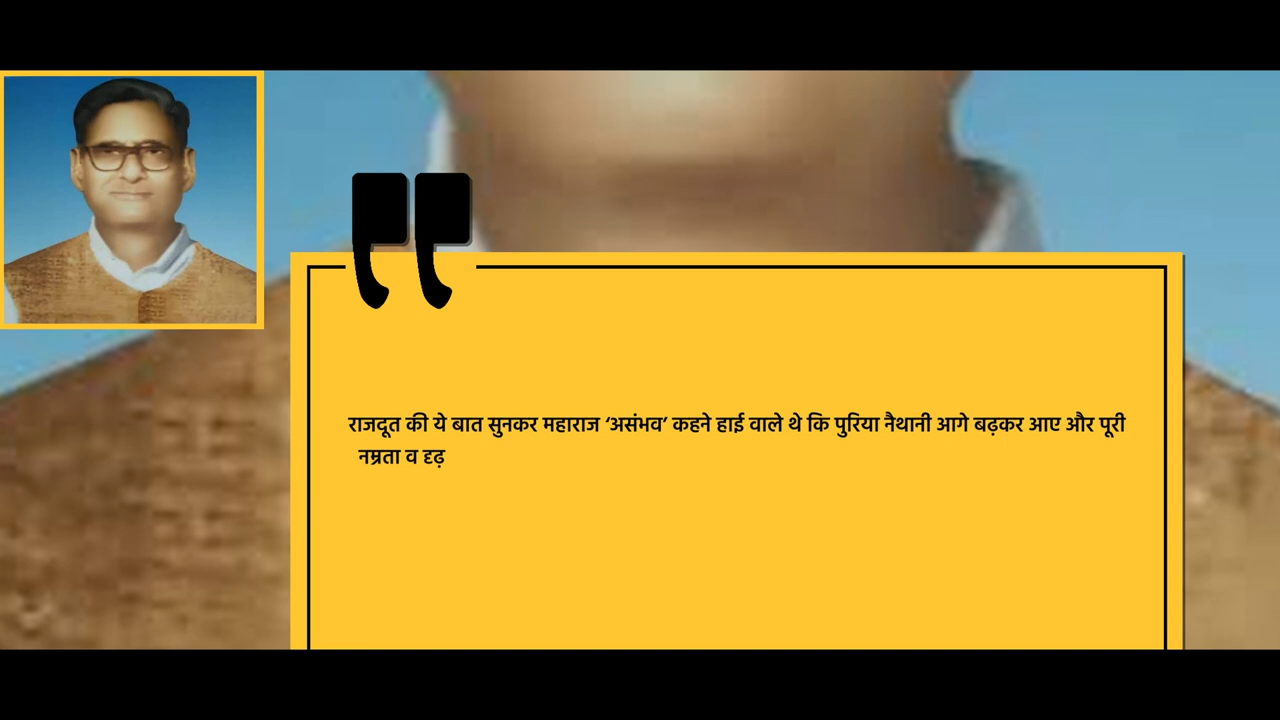 राजदूत की ये बात सुनकर महाराज ‘असंभव’ कहने हाई वाले थे कि पुरिया नैथानी आगे बढ़कर आए और पूरी
नम्रता व दृढ़